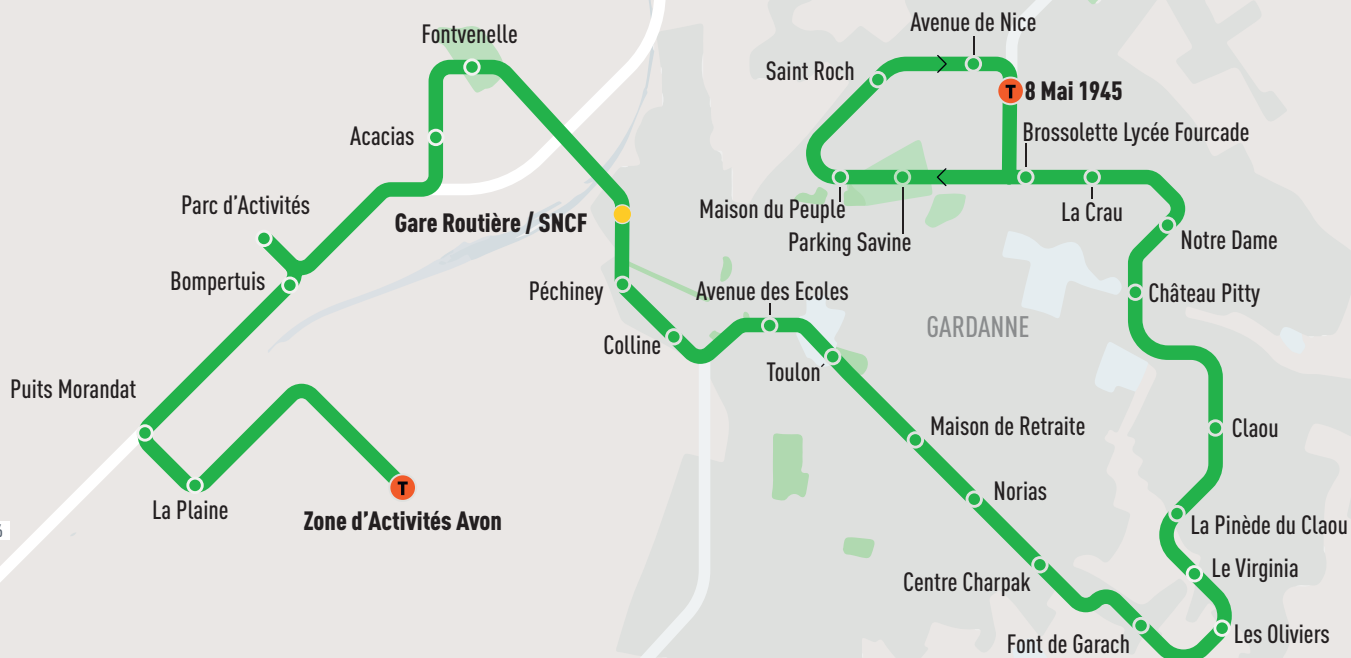 Avenue de Nice
Fontvenelle
Saint Roch
T 8 Mai 1945
Acacias
Brossolette Lycée Fourcade
Parc d'Activités
Maison du Peuple
La Crau
Gare Routière / SNCF
Parking Savine
Notre Dame
Bompertuis
Péchiney
Avenue des Ecoles
Château Pitty
GARDANNE
Colline
Toulon
Puits Morandat
Maison de Retraite
Claou
Norias
La Plaine
T
Zone d'Activités Avon
La Pinède du Claou
Le Virginia
Centre Charpak
Les Oliviers
Font de Garach